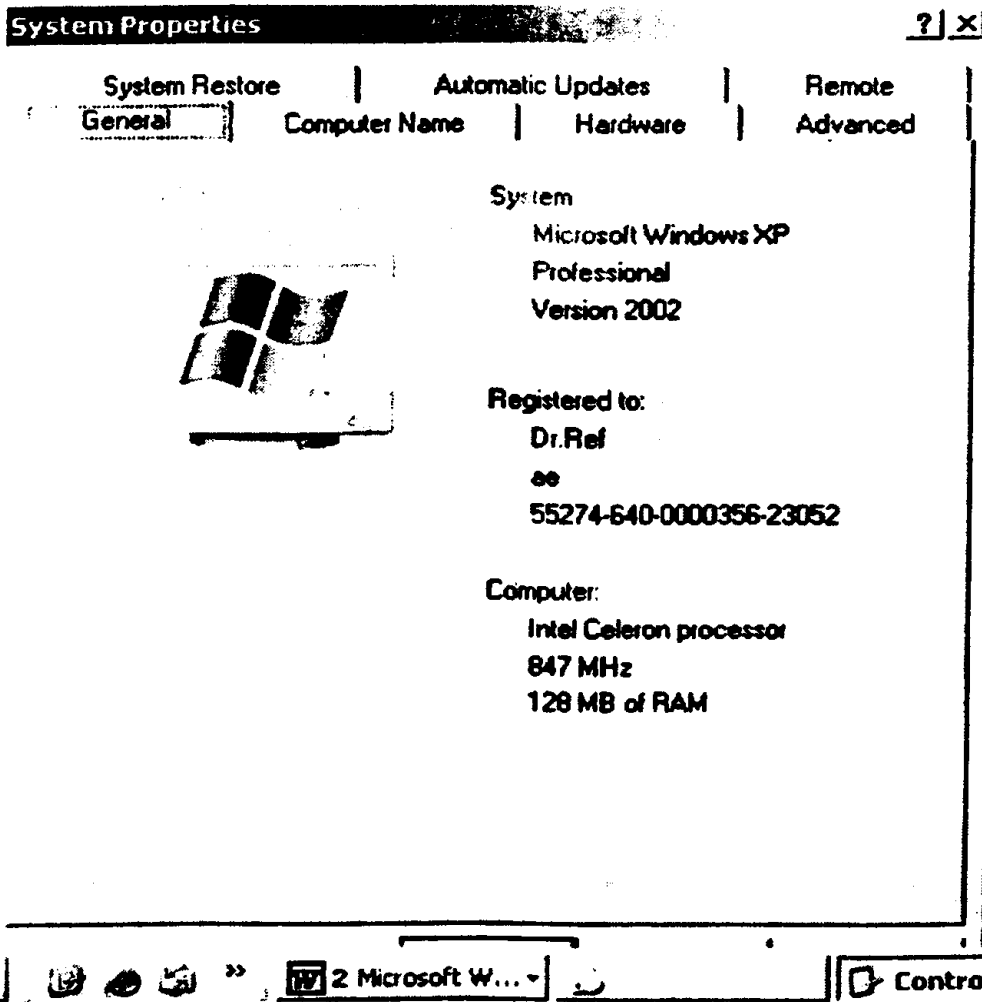 System Properties ? ×
System Restore Automatic Updates Remote
General Computer Name Hardware Advanced
System
Microsoft Windows XP
Professional
Version 2002
Registered to:
Dr.Ref
ae
55274-640-0000356-23052
Computer:
Intel Celeron processor
847 MHz
128 MB of RAM
» W 2 Microsoft W... Contro